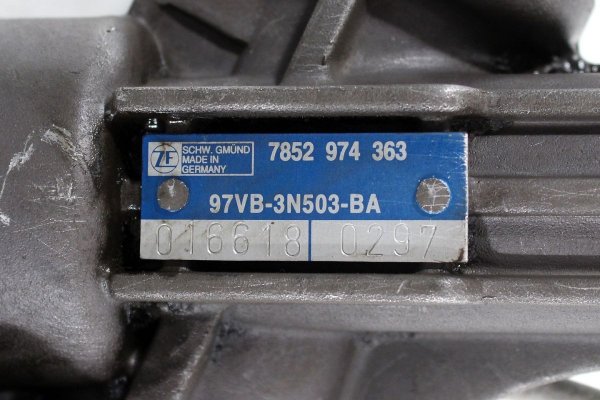 ZF
SCHW. GMÜND
MADE IN
GERMANY
7852 974 363
97VB-3N503-BA
016618 0297